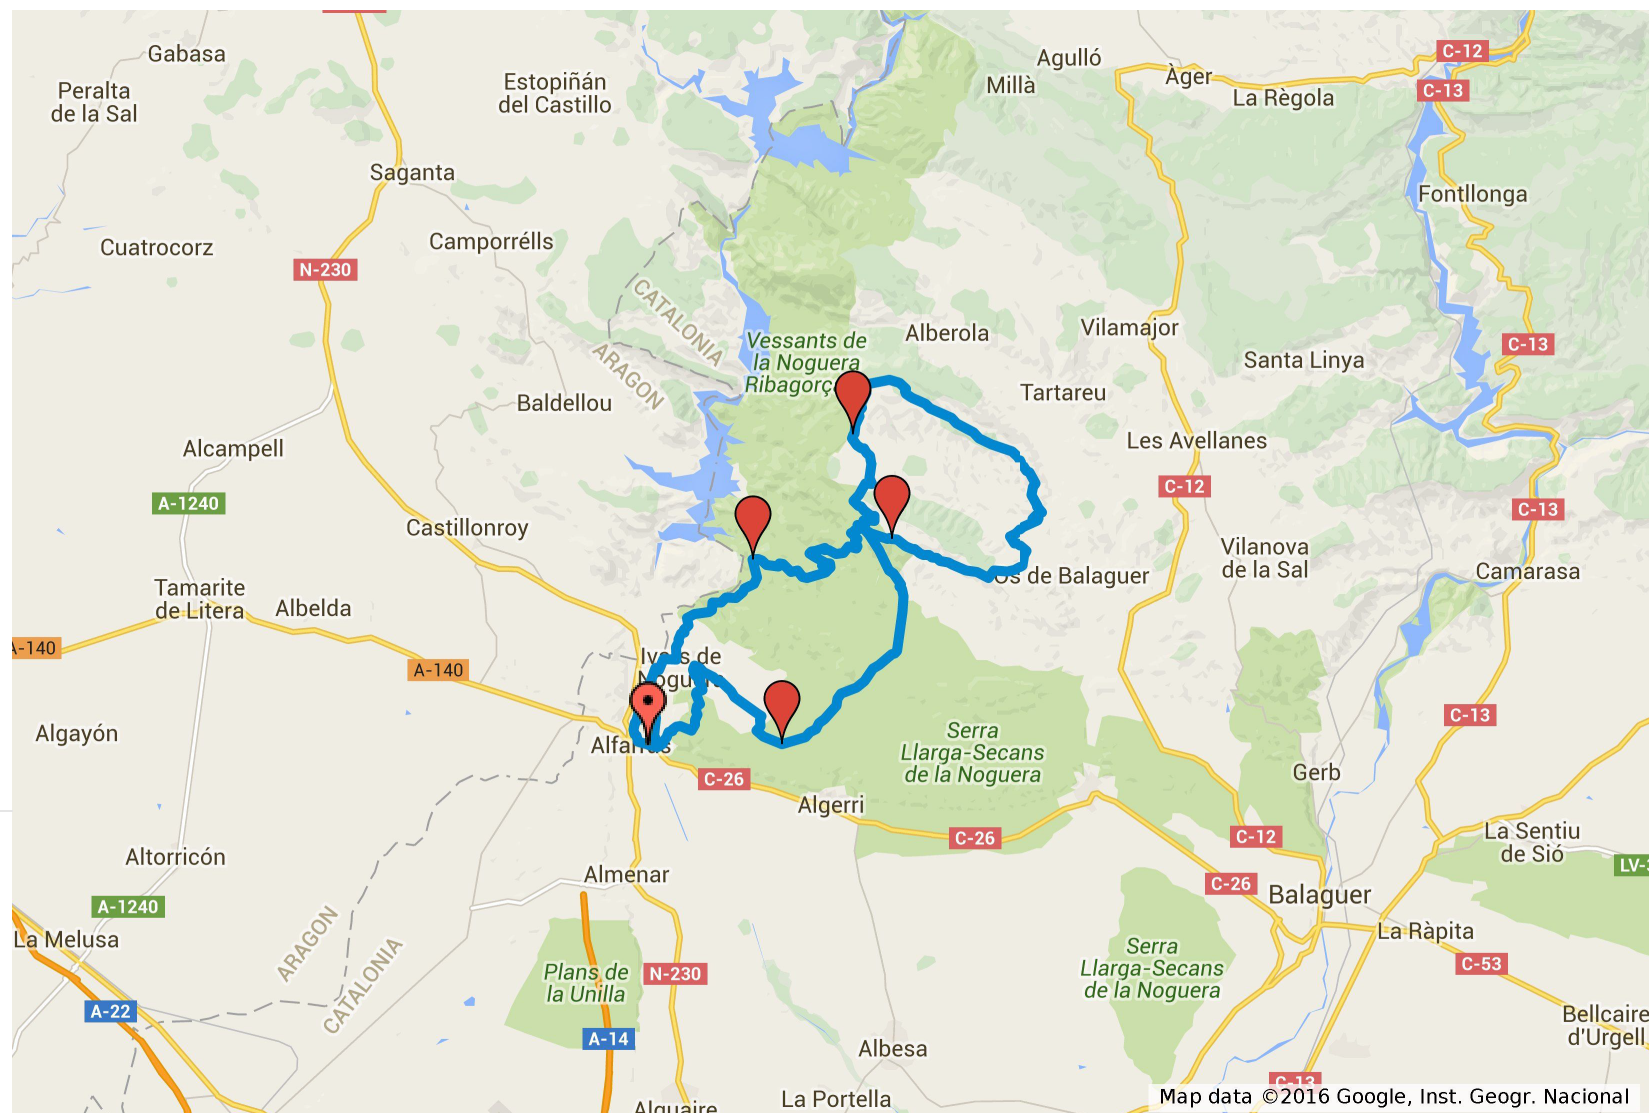 Gabasa
Agulló
C-12
Peralta
de la Sal
Estopiñán
del Castillo
Millà
Àger
La Règola
C-13
Saganta
Fontllonga
Cuatrocorz
Camporrélls
N-230
CATALONIA
ARAGON
Vessants de
la Noguera
Alberola
Vilamajor
C-13
Santa Linya
Baldellou
Tartareu
Alcampell
Les Avellanes
A-1240
C-12
C-13
Castillonroy
Vilanova
de la Sal
Os de Balaguer
Camarasa
Tamarite
de Litera
Albelda
A-140
A-140
Algayón
Serra
Llarga-Secans
de la Noguera
C-13
C-26
Gerb
Algerri
C-26
C-12
La Sentiu
de Sió
Altorricón
Almenar
C-26
Balaguer
A-1240
La Melusa
ARAGON
CATALONIA
La Ràpita
Plans de
la Unilla
N-230
Serra
Llarga-Secans
de la Noguera
C-53
A-22
A-14
Bellcaire
d'Urgell
Albesa
C-13
La Portella
Map data ©2016 Google, Inst. Geogr. Nacional